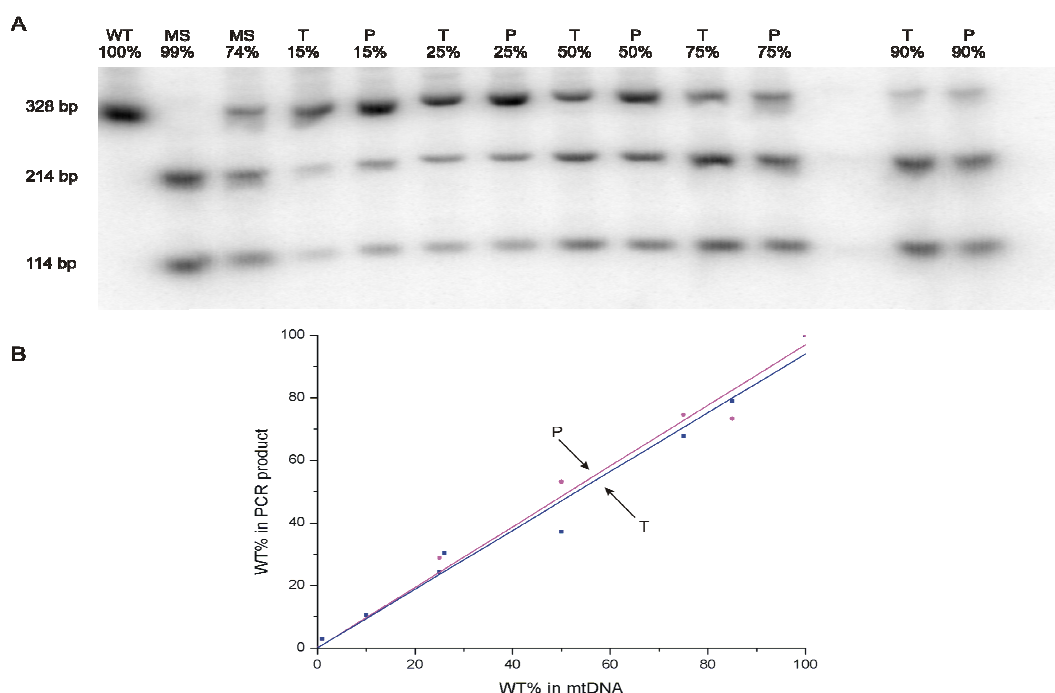 A
WT MS MS T P T P T P T P T P
100% 99% 74% 15% 15% 25% 25% 50% 50% 75% 75% 90% 90%
328 bp
214 bp
114 bp
B
100
80
60
40
20
0
WT% in PCR product
P
T
0 20 40 60 80 100
WT% in mtDNA